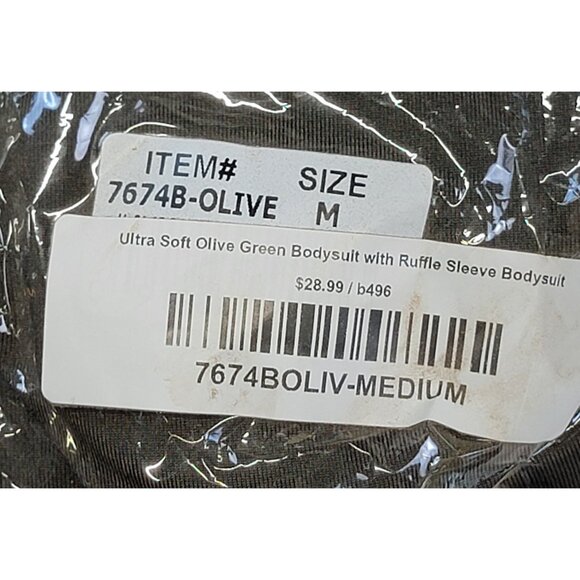 ITEM# SIZE
7674B-OLIVE M
Ultra Soft Olive Green Bodysuit with Ruffle Sleeve Bodysuit
$28.99 / b496
7674BOLIV-MEDIUM